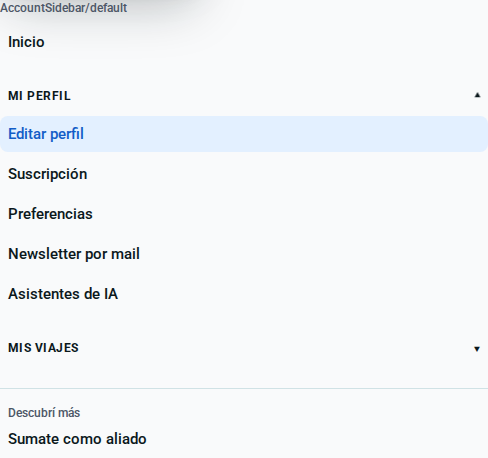 AccountSidebar/default
Inicio
MI PERFIL
Editar perfil
Suscripción
Preferencias
Newsletter por mail
Asistentes de IA
MIS VIAJES
Descubrí más
Sumate como aliado